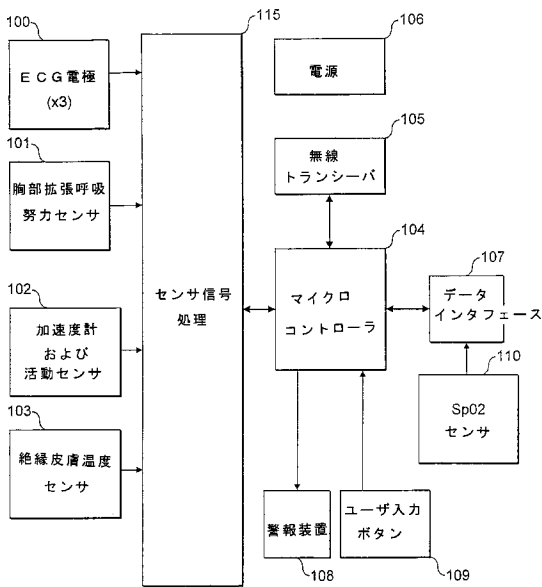 100
ECG電極
(x3)
101
胸部拡張呼吸
努力センサ
102
加速度計
および
活動センサ
103
絶縁皮膚温度
センサ
115
センサ信号
処理
106
電源
105
無線
トランシーバ
104
マイクロ
コントローラ
107
データ
インタフェース
110
Sp02
センサ
警報装置
108
ユーザ入力
ボタン
109